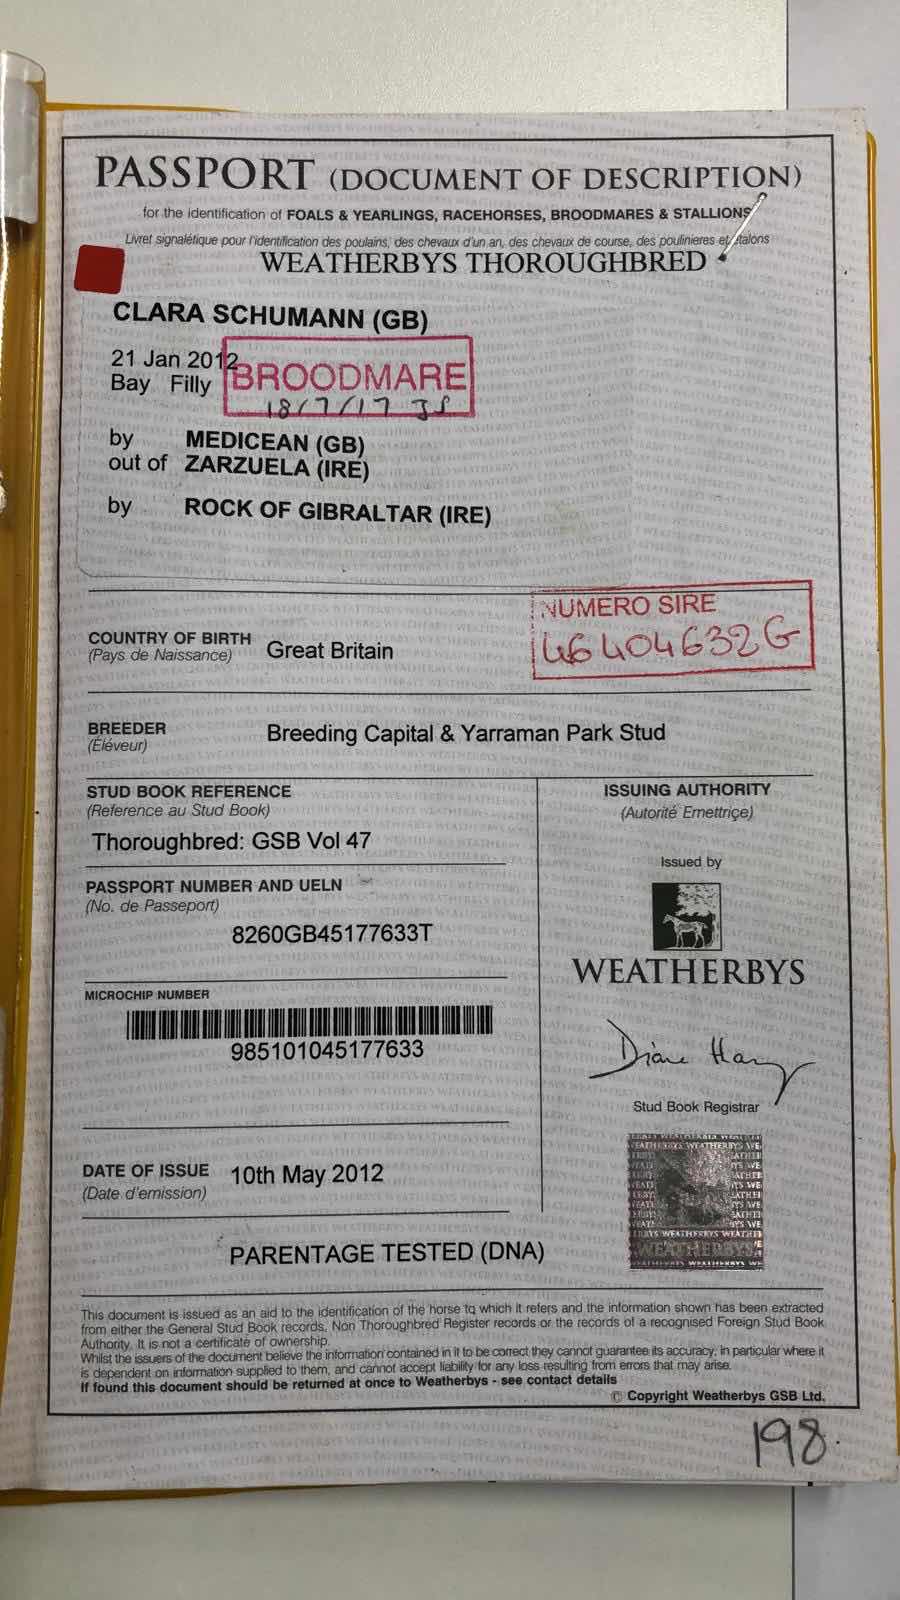 PASSPORT (DOCUMENT OF DESCRIPTION)
for the identification of FOALS & YEARLINGS, RACEHORSES, BROODMARES & STALLIONS
Livret signalétique pour l'identification des poulains, des chevaux d'un an, des chevaux de course, des poulinieres et étalons
WEATHERBYS THOROUGHBRED
CLARA SCHUMANN (GB)
21 Jan 2012
Bay Filly
BROODMARE
18/7/17 JS
by MEDICEAN (GB)
out of ZARZUELA (IRE)
by ROCK OF GIBRALTAR (IRE)
NUMERO SIRE
46404632G
COUNTRY OF BIRTH
(Pays de Naissance)
Great Britain
BREEDER
(Éléveur)
Breeding Capital & Yarraman Park Stud
STUD BOOK REFERENCE
(Reference au Stud Book)
Thoroughbred: GSB Vol 47
PASSPORT NUMBER AND UELN
(No. de Passeport)
8260GB45177633T
MICROCHIP NUMBER
985101045177633
DATE OF ISSUE
(Date d'emission)
10th May 2012
PARENTAGE TESTED (DNA)
ISSUING AUTHORITY
(Autorité Emettriçe)
Issued by
WEATHERBYS
Diane Hang
Stud Book Registrar
WEATHERBYS
This document is issued as an aid to the identification of the horse to which it refers and the information shown has been extracted
from either the General Stud Book records, Non Thoroughbred Register records or the records of a recognised Foreign Stud Book
Authority. It is not a certificate of ownership.
Whilst the issuers of the document believe the information contained in it to be correct they cannot guarantee its accuracy, in particular where it
is dependent on information supplied to them, and cannot accept liability for any loss resulting from errors that may arise.
If found this document should be returned at once to Weatherbys - see contact details
© Copyright Weatherbys GSB Ltd.
198.